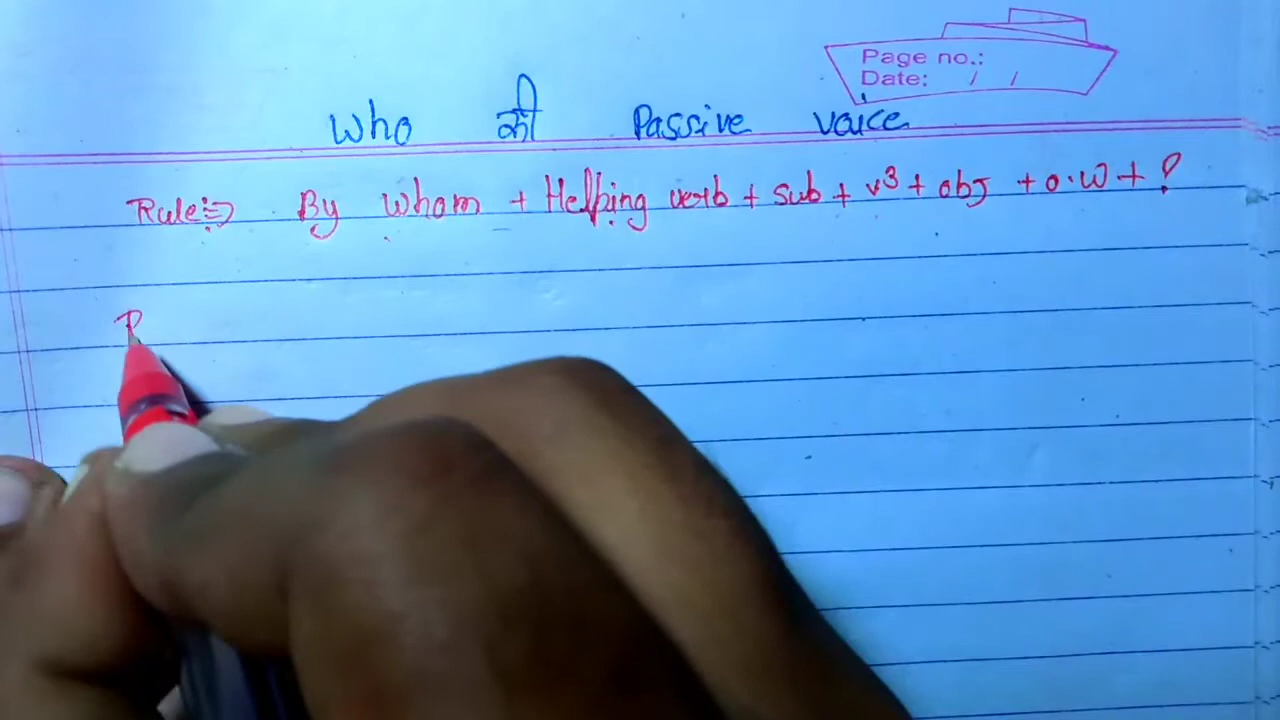 Page no.:
Date: / /
Who की Passive voice
Rule:⇒ By whom + Helping verb + sub + v³ + obj + o.w + ?
P